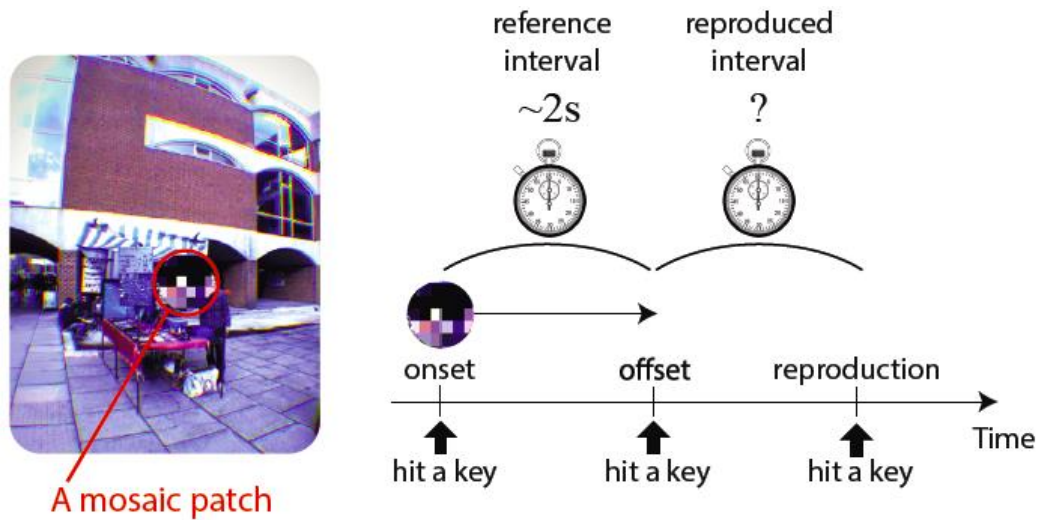 reference
interval
~2s
reproduced
interval
?
onset
offset
reproduction
Time
hit a key
hit a key
hit a key
A mosaic patch